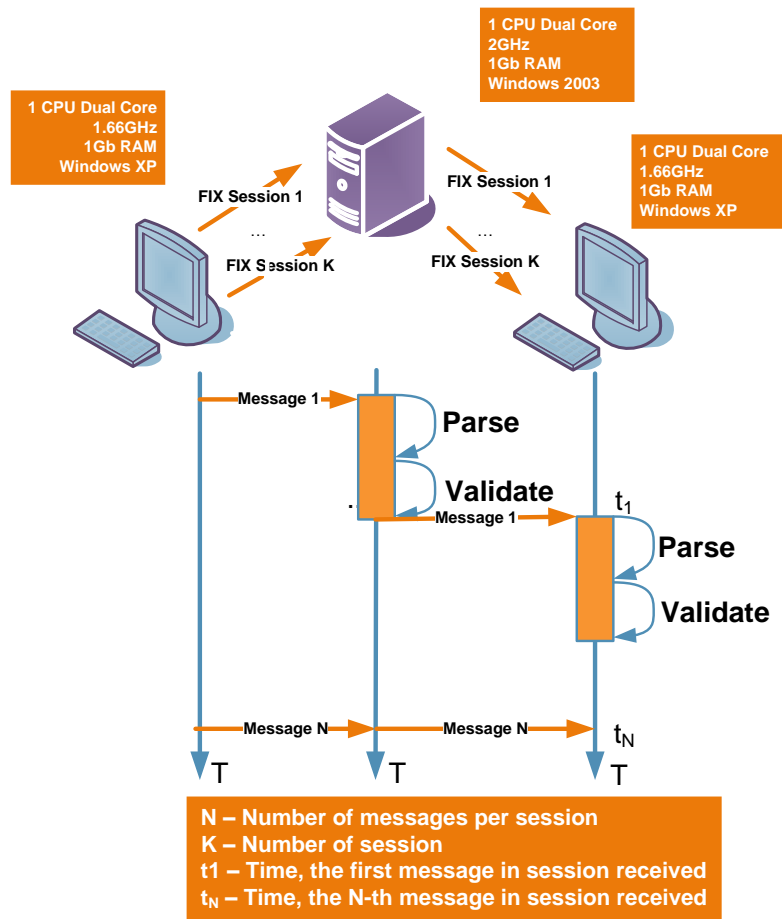 1 CPU Dual Core
2GHz
1Gb RAM
Windows 2003
1 CPU Dual Core
1.66GHz
1Gb RAM
Windows XP
1 CPU Dual Core
1.66GHz
1Gb RAM
Windows XP
FIX Session 1
...
FIX Session K
FIX Session 1
...
FIX Session K
Message 1
Parse
Validate
..
Message 1
t1
Parse
Validate
Message N
Message N
tN
T
T
T
N – Number of messages per session
K – Number of session
t1 – Time, the first message in session received
tN – Time, the N-th message in session received